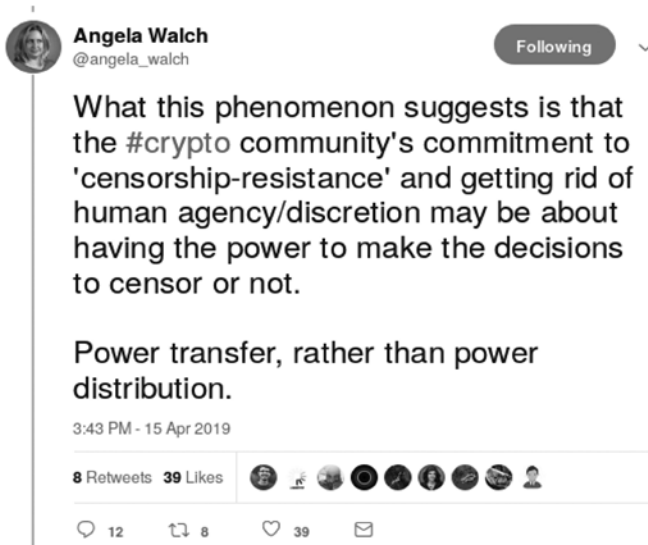 Angela Walch
@angela_walch
Following
What this phenomenon suggests is that
the #crypto community's commitment to
'censorship-resistance' and getting rid of
human agency/discretion may be about
having the power to make the decisions
to censor or not.
Power transfer, rather than power
distribution.
3:43 PM - 15 Apr 2019
8 Retweets 39 Likes
12 8 39